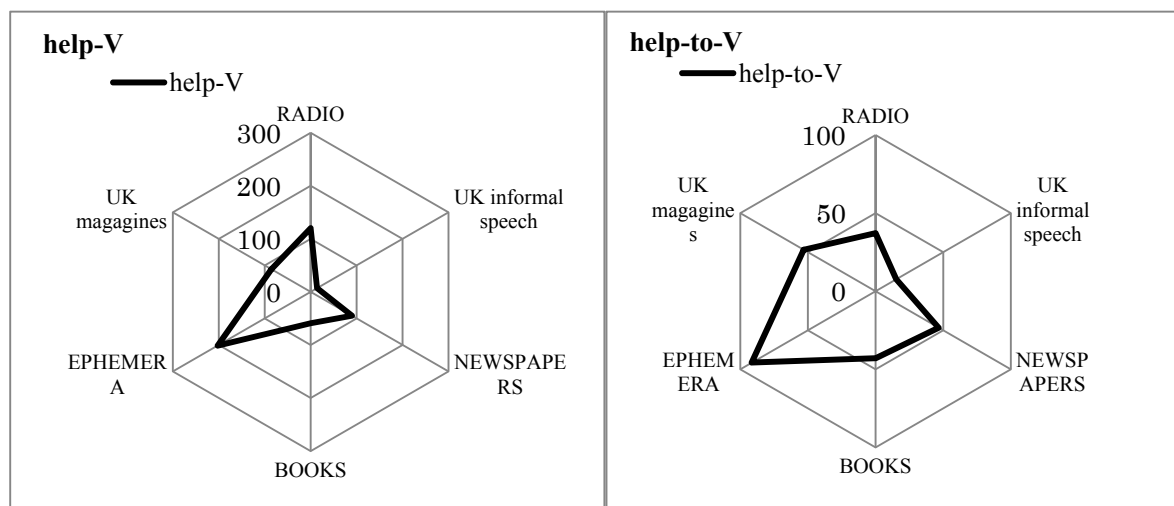 help-V
help-V
RADIO
300
200
100
0
UK
magagines
UK informal
speech
EPHEMER
A
NEWSPAPE
RS
BOOKS
help-to-V
help-to-V
RADIO
100
50
0
UK
magagine
s
UK
informal
speech
EPHEM
ERA
NEWSP
APERS
BOOKS